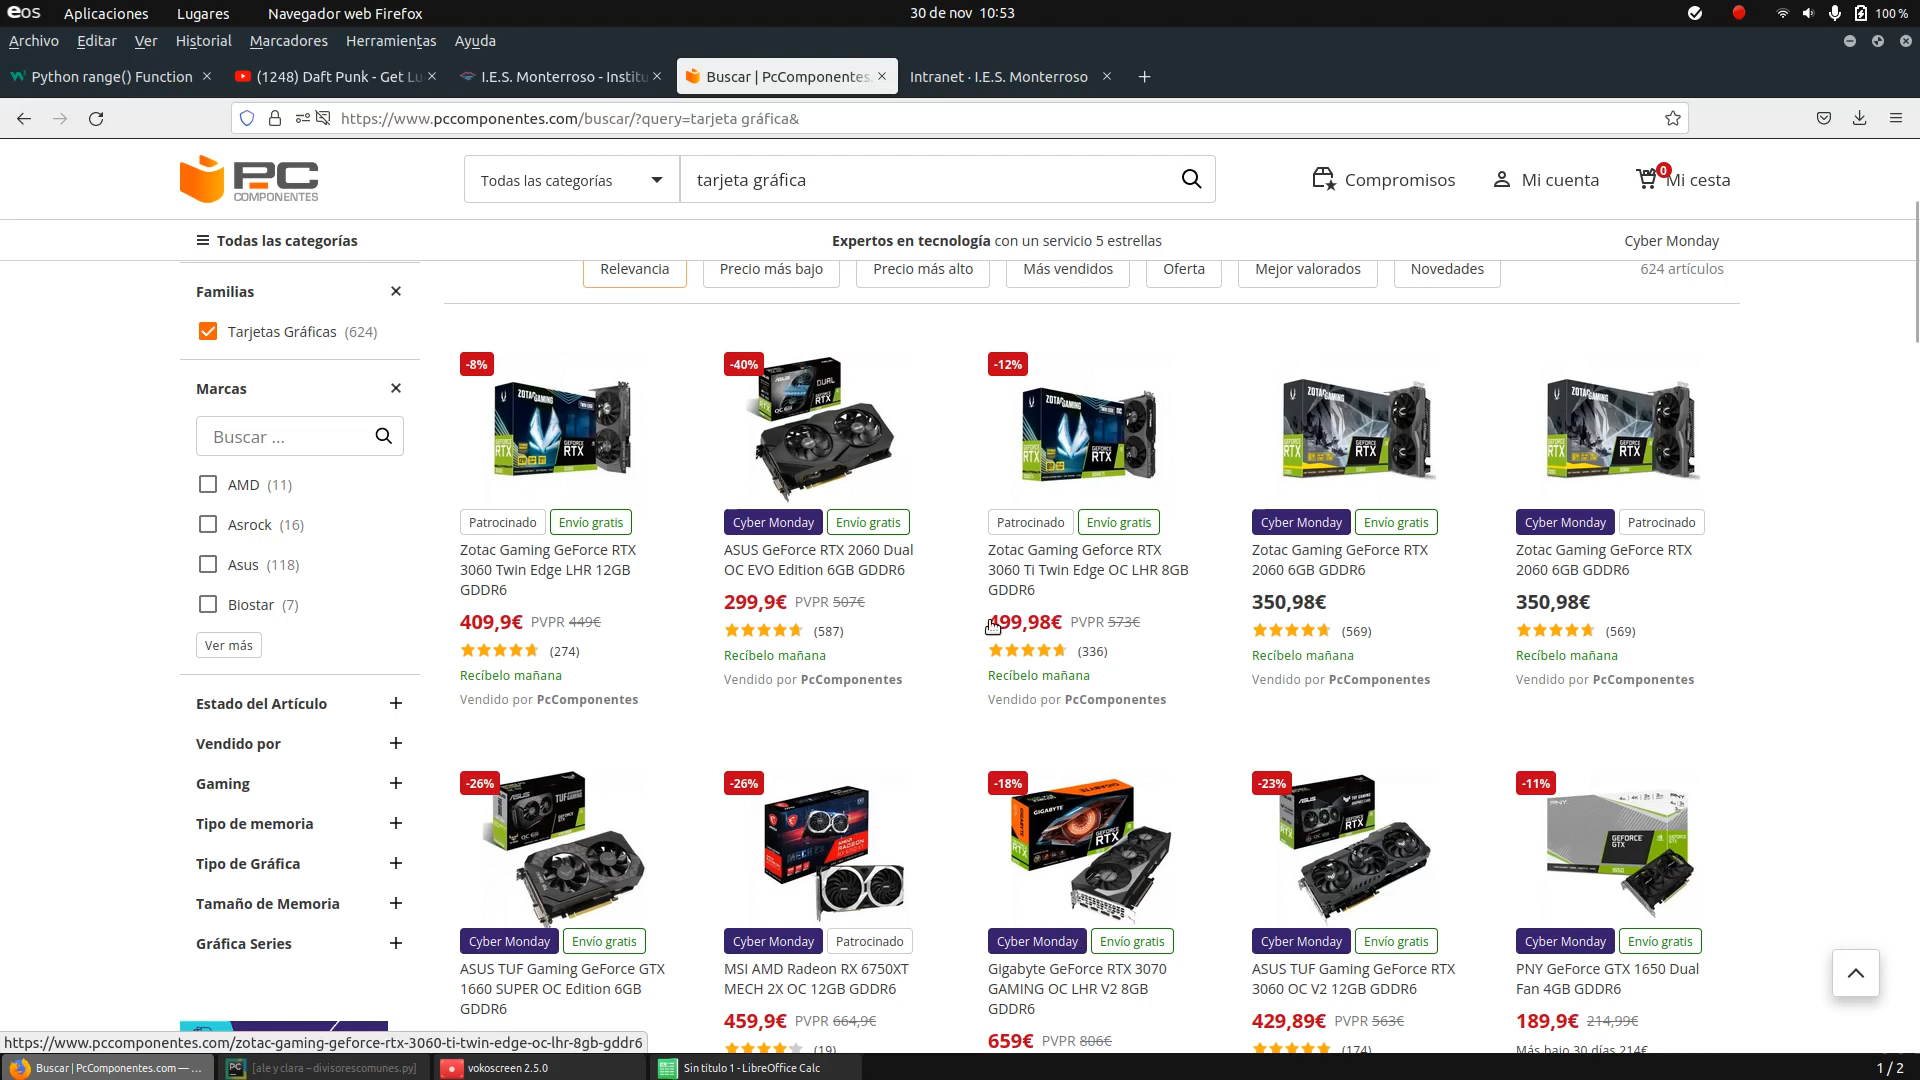 eos Aplicaciones Lugares Navegador web Firefox 30 de nov 10:53 100 %
Archivo Editar Ver Historial Marcadores Herramientas Ayuda
Python range() Function (1248) Daft Punk - Get Lu I.E.S. Monterroso - Institu Buscar | PcComponentes. Intranet · I.E.S. Monterroso
https://www.pccomponentes.com/buscar/?query=tarjeta gráfica&
PC COMPONENTES Todas las categorías tarjeta gráfica Compromisos Mi cuenta 0 Mi cesta
Todas las categorías Expertos en tecnología con un servicio 5 estrellas Cyber Monday
Relevancia Precio más bajo Precio más alto Más vendidos Oferta Mejor valorados Novedades 624 artículos
Familias
Tarjetas Gráficas (624)
Marcas
Buscar ...
AMD (11)
Asrock (16)
Asus (118)
Biostar (7)
Ver más
Estado del Artículo
Vendido por
Gaming
Tipo de memoria
Tipo de Gráfica
Tamaño de Memoria
Gráfica Series
-8%
Patrocinado Envío gratis
Zotac Gaming GeForce RTX
3060 Twin Edge LHR 12GB
GDDR6
409,9€ PVPR 449€
(274)
Recíbelo mañana
Vendido por PcComponentes
-40%
Cyber Monday Envío gratis
ASUS GeForce RTX 2060 Dual
OC EVO Edition 6GB GDDR6
299,9€ PVPR 507€
(587)
Recíbelo mañana
Vendido por PcComponentes
-12%
Patrocinado Envío gratis
Zotac Gaming Geforce RTX
3060 Ti Twin Edge OC LHR 8GB
GDDR6
499,98€ PVPR 573€
(336)
Recíbelo mañana
Vendido por PcComponentes
Cyber Monday Envío gratis
Zotac Gaming GeForce RTX
2060 6GB GDDR6
350,98€
(569)
Recíbelo mañana
Vendido por PcComponentes
Cyber Monday Patrocinado
Zotac Gaming GeForce RTX
2060 6GB GDDR6
350,98€
(569)
Recíbelo mañana
Vendido por PcComponentes
-26%
Cyber Monday Envío gratis
ASUS TUF Gaming GeForce GTX
1660 SUPER OC Edition 6GB
GDDR6
-26%
Cyber Monday Patrocinado
MSI AMD Radeon RX 6750XT
MECH 2X OC 12GB GDDR6
459,9€ PVPR 664,9€
(19)
-18%
Cyber Monday Envío gratis
Gigabyte GeForce RTX 3070
GAMING OC LHR V2 8GB
GDDR6
659€ PVPR 806€
-23%
Cyber Monday Envío gratis
ASUS TUF Gaming GeForce RTX
3060 OC V2 12GB GDDR6
429,89€ PVPR 563€
(174)
-11%
Cyber Monday Envío gratis
PNY GeForce GTX 1650 Dual
Fan 4GB GDDR6
189,9€ 214,99€
Más bajo 30 días 214€
https://www.pccomponentes.com/zotac-gaming-geforce-rtx-3060-ti-twin-edge-oc-lhr-8gb-gddr6
Buscar | PcComponentes.com — ... [ale y clara – divisorescomunes.py] vokoscreen 2.5.0 Sin título 1 - LibreOffice Calc 1 / 2